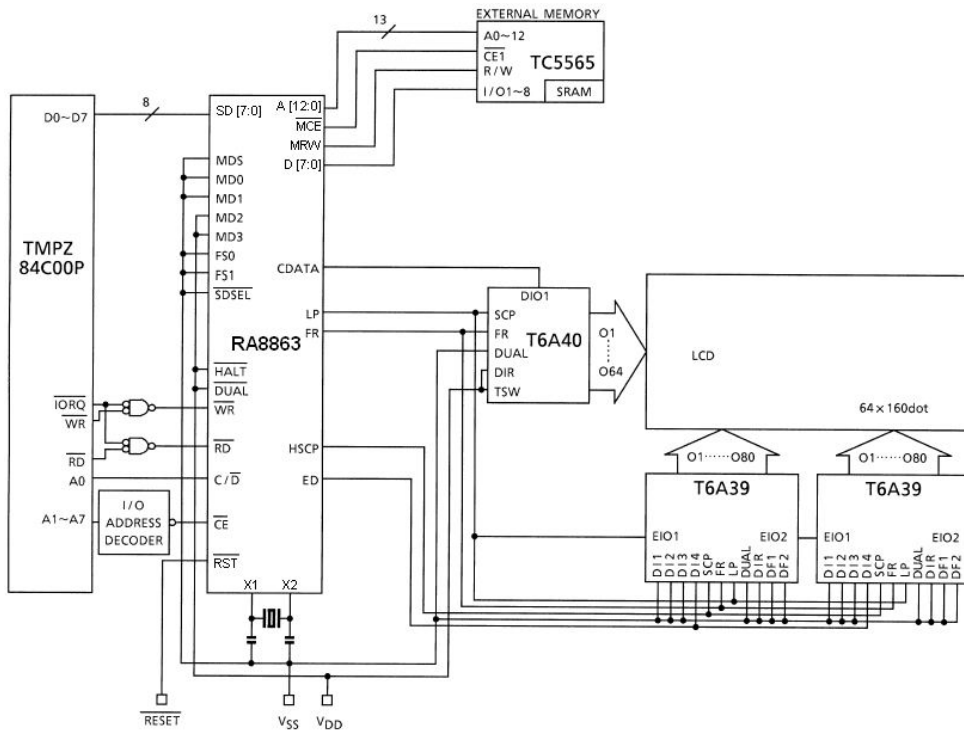 EXTERNAL MEMORY
A0~12
CE1
R/W
I/O1~8
TC5565
SRAM
13
8
TMPZ
84C00P
D0~D7
IORQ
WR
RD
A0
A1~A7
I/O
ADDRESS
DECODER
RA8863
SD [7:0]
MDS
MD0
MD1
MD2
MD3
FS0
FS1
SDSEL
HALT
DUAL
WR
RD
C/D
CE
RST
A [12:0]
MCE
MRW
D [7:0]
CDATA
LP
FR
HSCP
ED
X1 X2
DIO1
SCP
FR
DUAL
DIR
TSW
T6A40
O1
......
O64
LCD
64×160dot
O1······O80
T6A39
EIO1 EIO2
DI1
DI2
DI3
DI4
SCP
FR
LP
DUAL
DIR
DF1
DF2
O1······O80
T6A39
EIO1 EIO2
DI1
DI2
DI3
DI4
SCP
FR
LP
DUAL
DIR
DF1
DF2
RESET
VSS
VDD